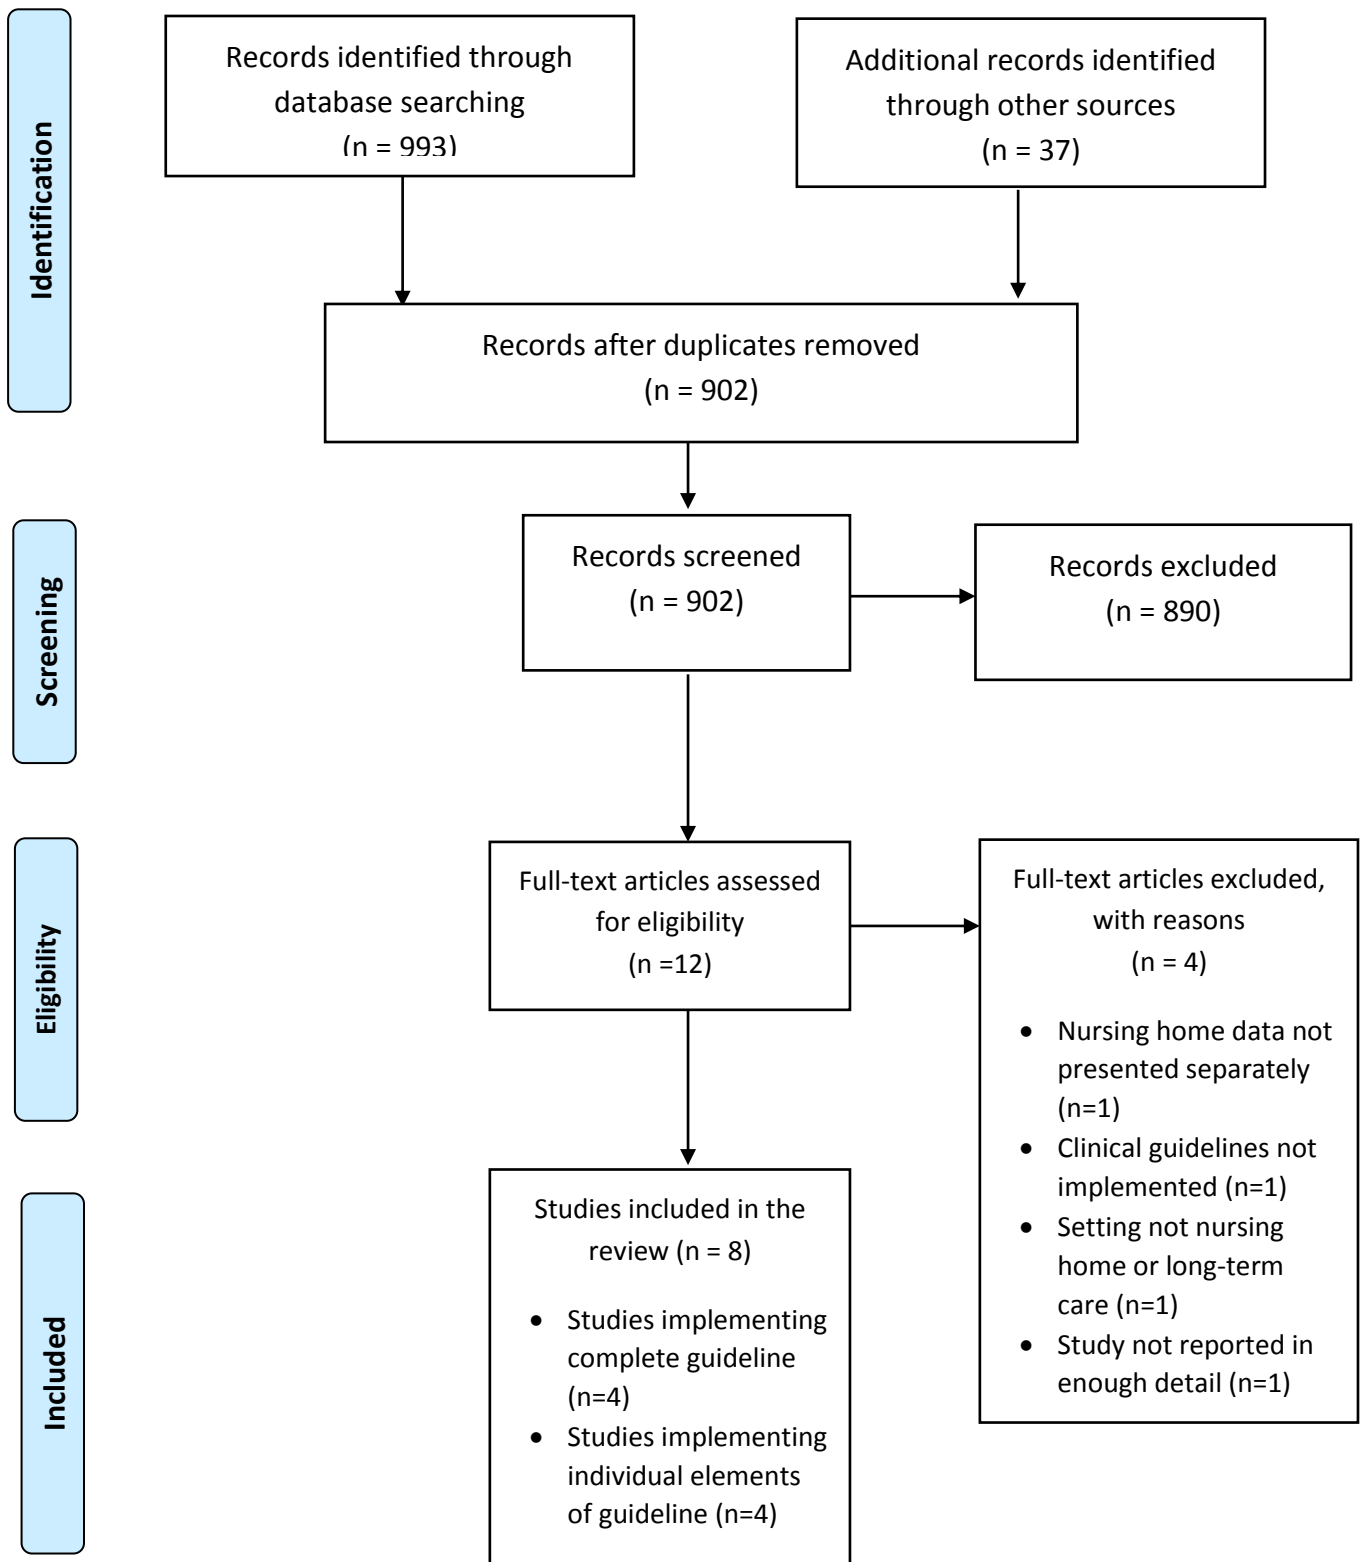 Identification
Records identified through
database searching
(n = 993)
Additional records identified
through other sources
(n = 37)
Records after duplicates removed
(n = 902)
Screening
Records screened
(n = 902)
Records excluded
(n = 890)
Eligibility
Full-text articles assessed
for eligibility
(n =12)
Full-text articles excluded,
with reasons
(n = 4)
• Nursing home data not
presented separately
(n=1)
• Clinical guidelines not
implemented (n=1)
• Setting not nursing
home or long-term
care (n=1)
• Study not reported in
enough detail (n=1)
Included
Studies included in the
review (n = 8)
• Studies implementing
complete guideline
(n=4)
• Studies implementing
individual elements
of guideline (n=4)